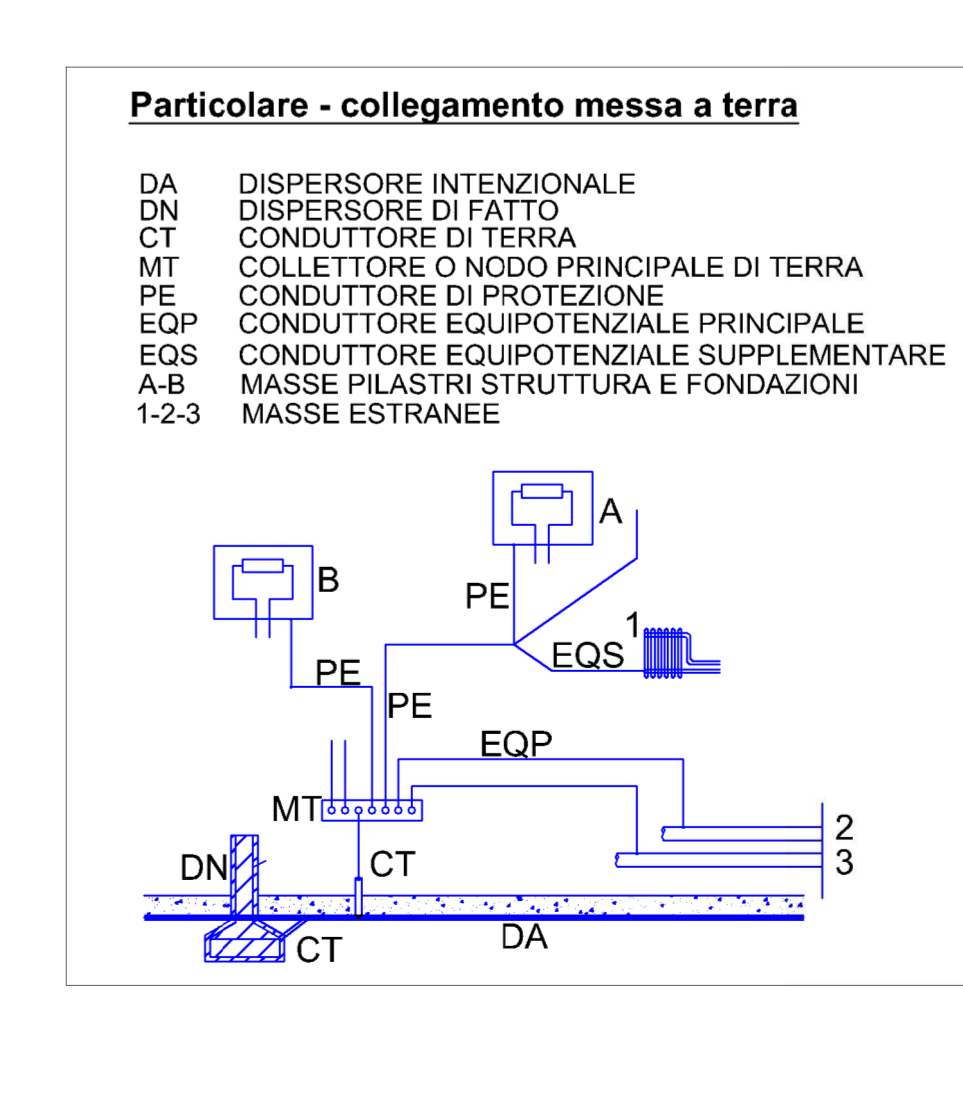 Particolare - collegamento messa a terra
DA DISPERSORE INTENZIONALE
DN DISPERSORE DI FATTO
CT CONDUTTORE DI TERRA
MT COLLETTORE O NODO PRINCIPALE DI TERRA
PE CONDUTTORE DI PROTEZIONE
EQP CONDUTTORE EQUIPOTENZIALE PRINCIPALE
EQS CONDUTTORE EQUIPOTENZIALE SUPPLEMENTARE
A-B MASSE PILASTRI STRUTTURA E FONDAZIONI
1-2-3 MASSE ESTRANEE
A
B
PE
1
EQS
PE
PE
EQP
MT
2
DN
CT
3
CT
DA